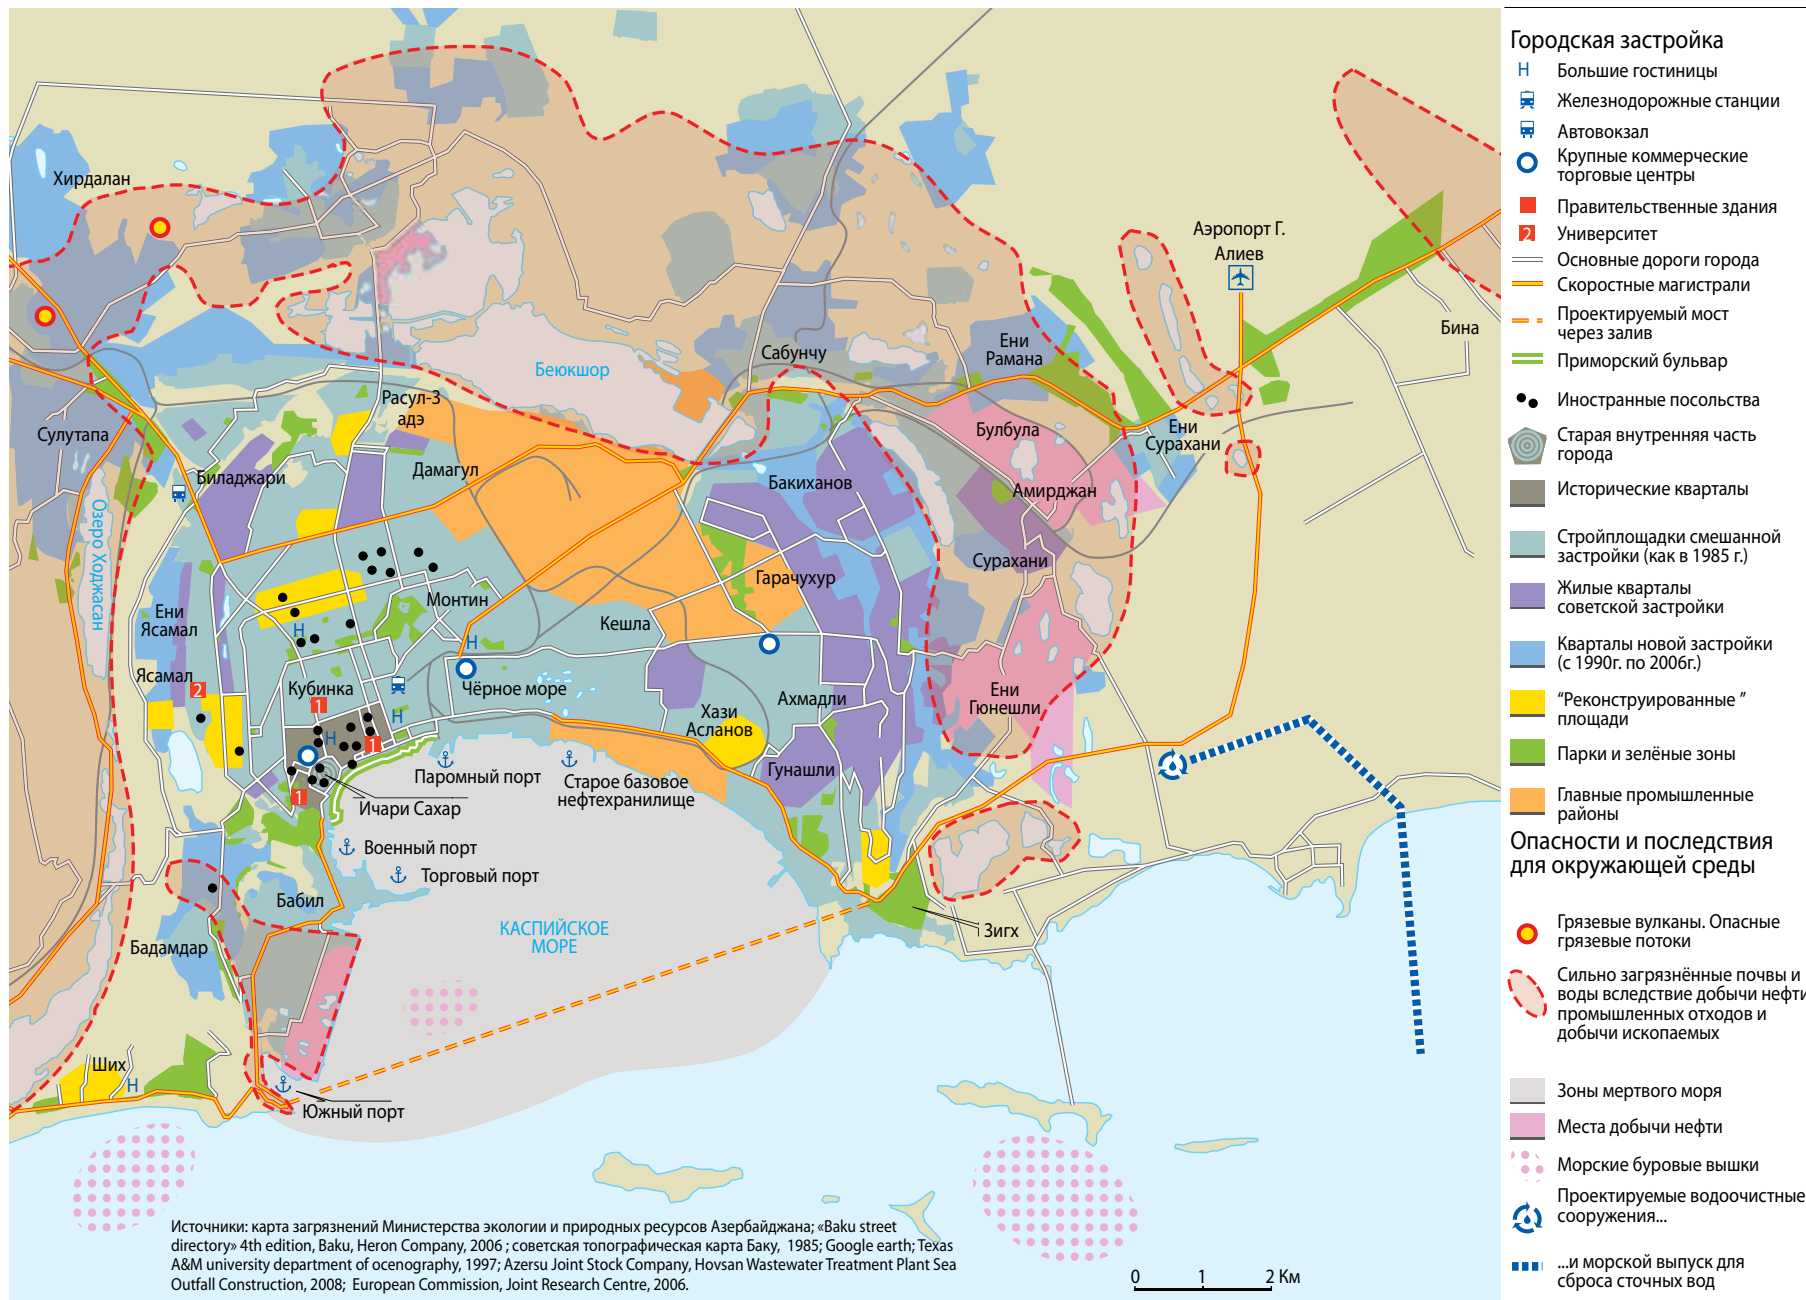 Хирдалан
Аэропорт Г.
Алиев
Бина
Ени
Рамана
Сабунчу
Беюкшор
Расул-З
адэ
Сулутапа
Биладжари
Дамагул
Бакиханов
Булбула
Ени
Сурахани
Амирджан
Озеро Ходжасан
Сурахани
Гарачухур
Ени
Ясамал
Монтин
Кешла
H
H
Ясамал
2
Кубинка
1
Чёрное море
Ахмадли
Ени
Гюнешли
Хази
Асланов
H
H
1
Гунашли
Паромный порт
Старое базовое
нефтехранилище
1
Ичари Сахар
Военный порт
Торговый порт
Бабил
КАСПИЙСКОЕ
МОРЕ
Зигх
Бадамдар
Ших
H
Южный порт
Источники: карта загрязнений Министерства экологии и природных ресурсов Азербайджана; «Baku street
directory» 4th edition, Baku, Heron Company, 2006 ; советская топографическая карта Баку, 1985; Google earth; Texas
A&M university department of ocenography, 1997; Azersu Joint Stock Company, Hovsan Wastewater Treatment Plant Sea
Outfall Construction, 2008; European Commission, Joint Research Centre, 2006.
0 1 2 Км
Городская застройка
H Большие гостиницы
Железнодорожные станции
Автовокзал
Крупные коммерческие
торговые центры
Правительственные здания
2 Университет
Основные дороги города
Скоростные магистрали
Проектируемый мост
через залив
Приморский бульвар
Иностранные посольства
Старая внутренняя часть
города
Исторические кварталы
Стройплощадки смешанной
застройки (как в 1985 г.)
Жилые кварталы
советской застройки
Кварталы новой застройки
(с 1990г. по 2006г.)
“Реконструированные ”
площади
Парки и зелёные зоны
Главные промышленные
районы
Опасности и последствия
для окружающей среды
Грязевые вулканы. Опасные
грязевые потоки
Сильно загрязнённые почвы и
воды вследствие добычи нефти
промышленных отходов и
добычи ископаемых
Зоны мертвого моря
Места добычи нефти
Морские буровые вышки
Проектируемые водоочистные
сооружения...
...и морской выпуск для
сброса сточных вод